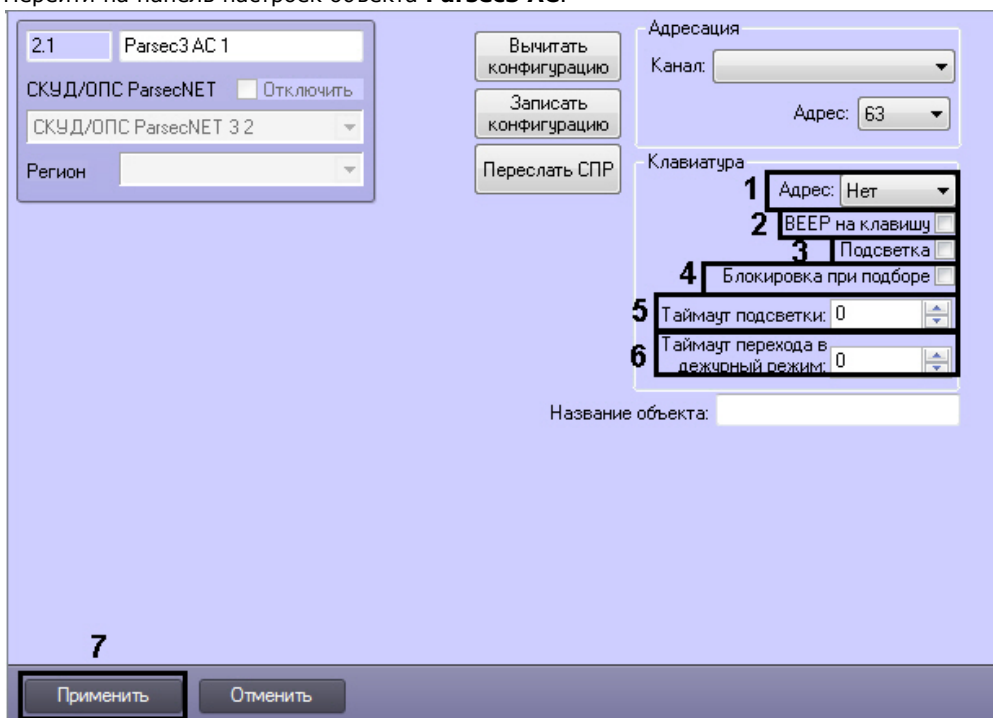 Перейти на панель настроек объекта Parsec3 AC.
2.1 Parsec3 AC 1
СКУД/ОПС ParsecNET Отключить
СКУД/ОПС ParsecNET 3 2
Регион
Вычитать
конфигурацию
Записать
конфигурацию
Переслать СПР
Адресация
Канал:
Адрес: 63
Клавиатура
1 Адрес: Нет
2 BEEP на клавишу
3 Подсветка
4 Блокировка при подборе
5 Таймаут подсветки: 0
6 Таймаут перехода в
дежурный режим: 0
Название объекта:
7
Применить Отменить